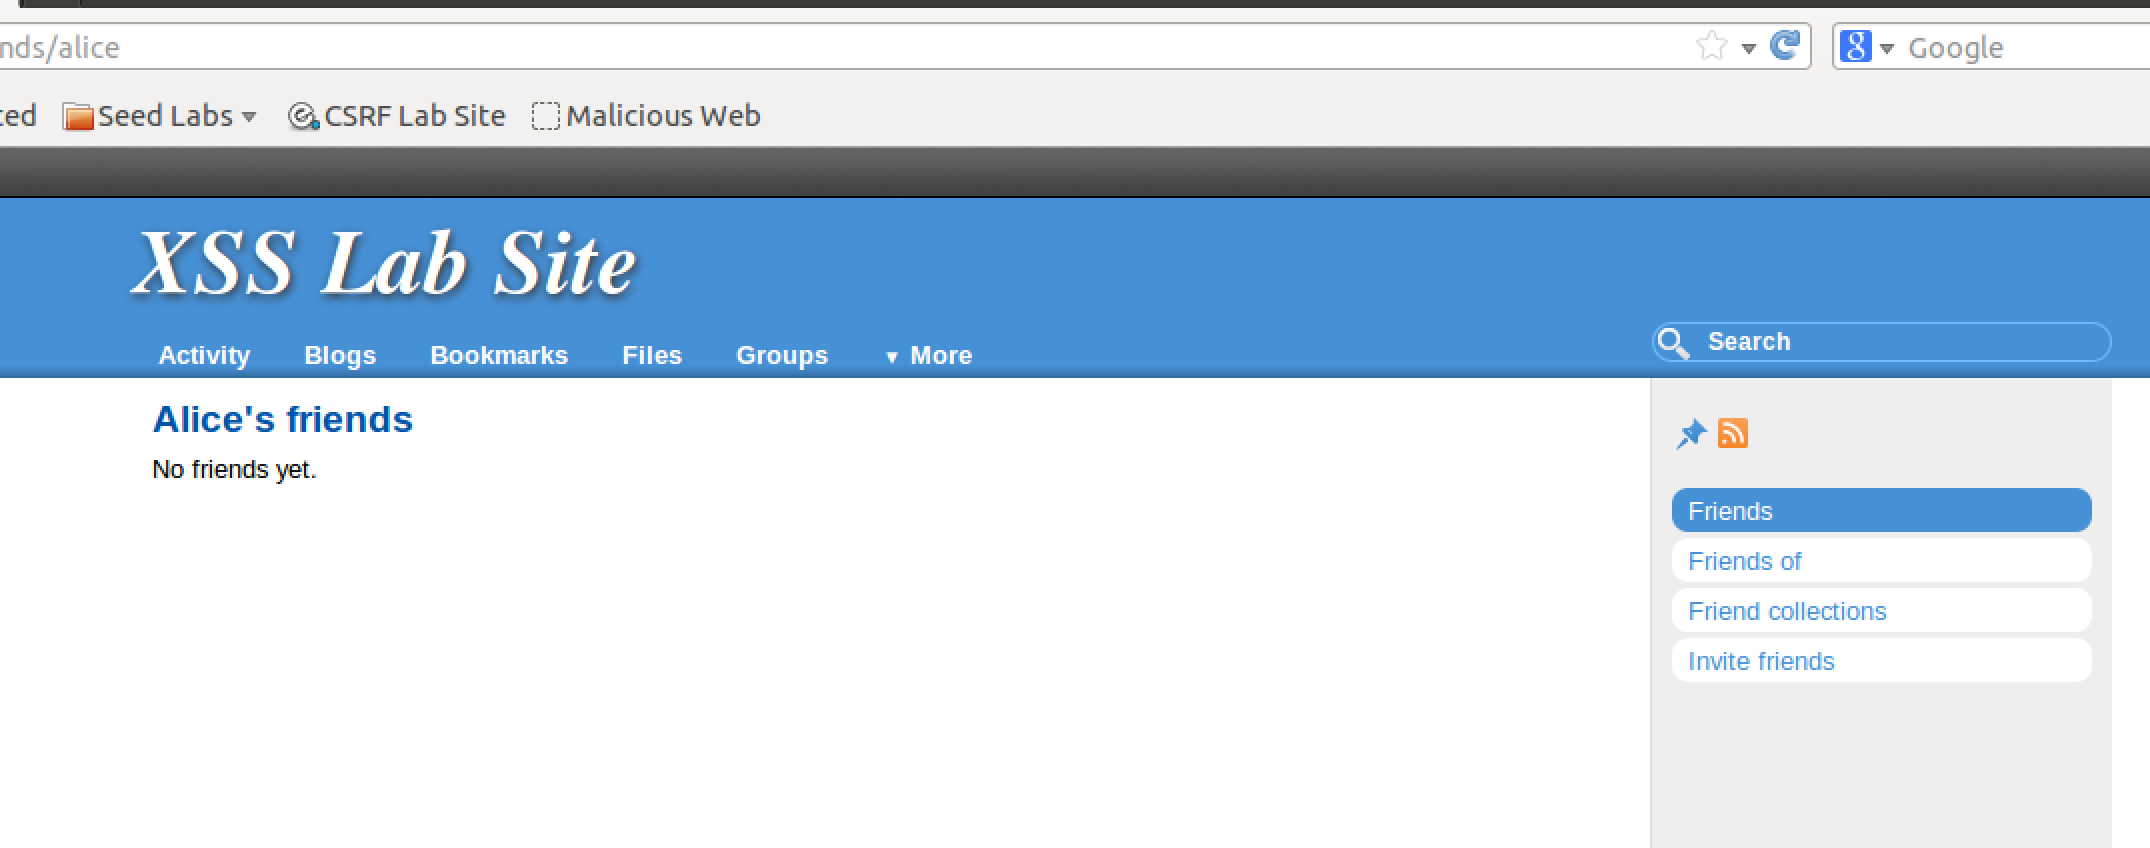 nds/alice
Google
ted Seed Labs CSRF Lab Site Malicious Web
XSS Lab Site
Activity Blogs Bookmarks Files Groups ▼ More
Search
Alice's friends
No friends yet.
Friends
Friends of
Friend collections
Invite friends